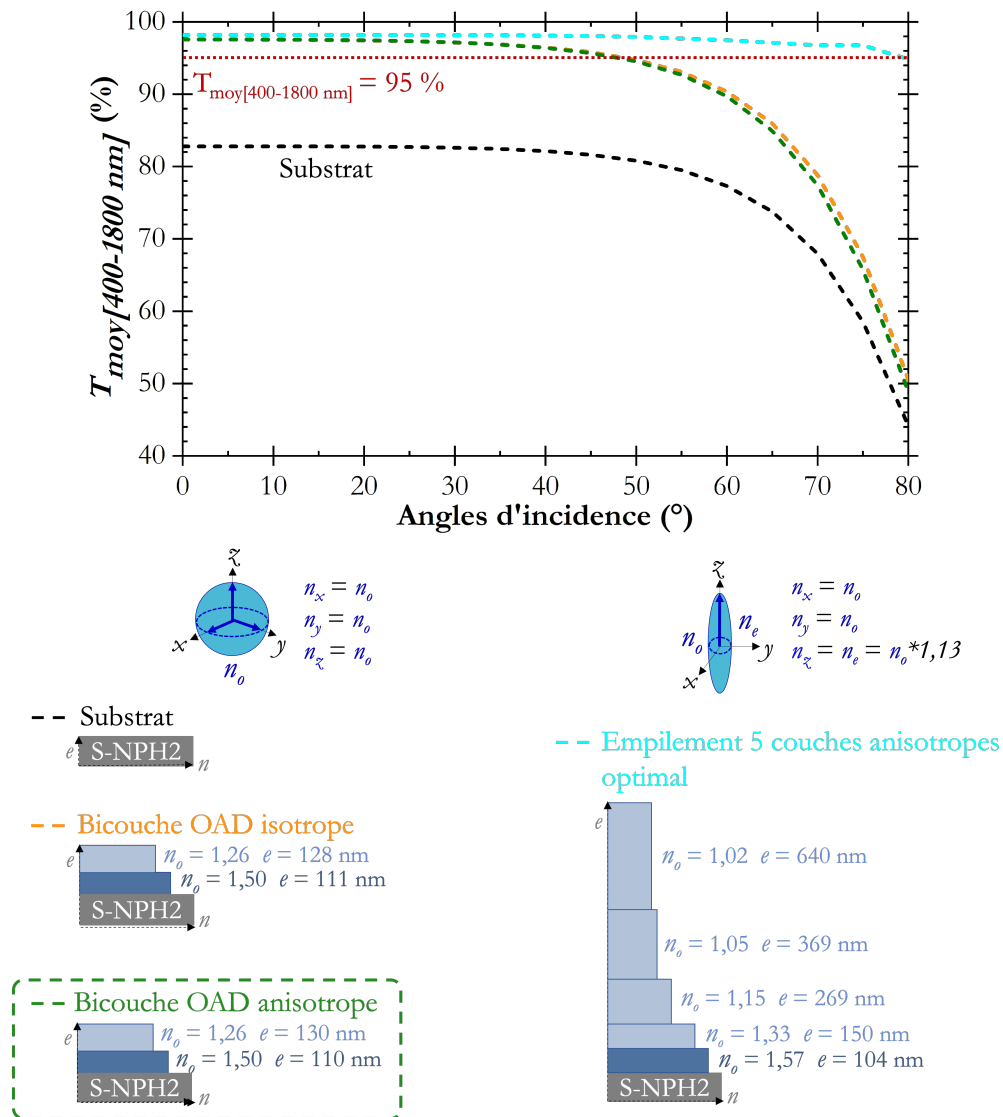 100
90
80
70
60
50
40
T moy[400-1800 nm] (%)
T moy[400-1800 nm] = 95 %
Substrat
0 10 20 30 40 50 60 70 80
Angles d'incidence (°)
z
x
y
n_o
n_x = n_o
n_y = n_o
n_z = n_o
z
n_o
n_e
y
x
n_x = n_o
n_y = n_o
n_z = n_e = n_o*1,13
Substrat
e
S-NPH2
n
Bicouche OAD isotrope
e
n_o = 1,26 e = 128 nm
n_o = 1,50 e = 111 nm
S-NPH2
n
Bicouche OAD anisotrope
e
n_o = 1,26 e = 130 nm
n_o = 1,50 e = 110 nm
S-NPH2
n
Empilement 5 couches anisotropes
optimal
e
n_o = 1,02 e = 640 nm
n_o = 1,05 e = 369 nm
n_o = 1,15 e = 269 nm
n_o = 1,33 e = 150 nm
n_o = 1,57 e = 104 nm
S-NPH2
n